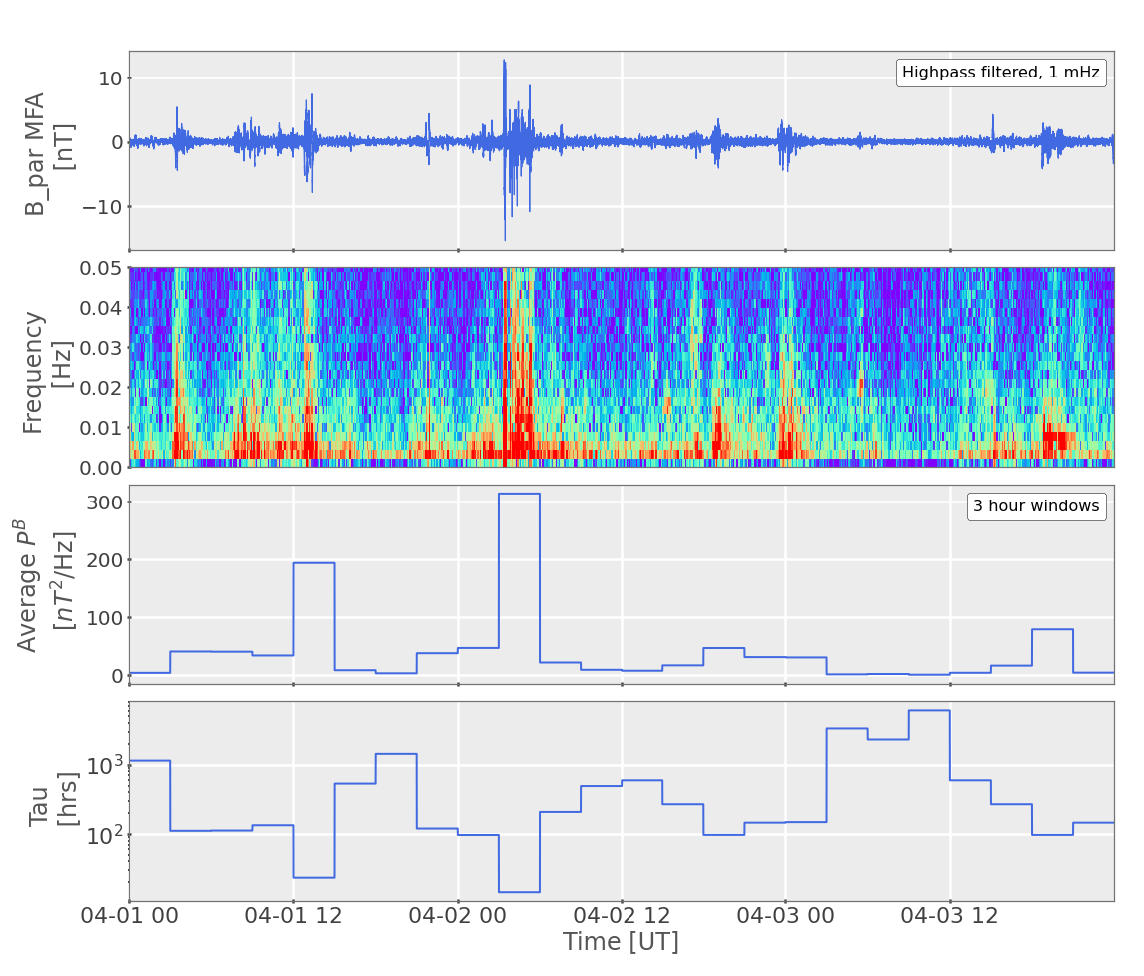 Highpass filtered, 1 mHz
B_par MFA
[nT]
10
0
−10
Frequency
[Hz]
0.05
0.04
0.03
0.02
0.01
0.00
3 hour windows
Average P^B
[nT^2/Hz]
300
200
100
0
Tau
[hrs]
10^3
10^2
04-01 00 04-01 12 04-02 00 04-02 12 04-03 00 04-03 12
Time [UT]